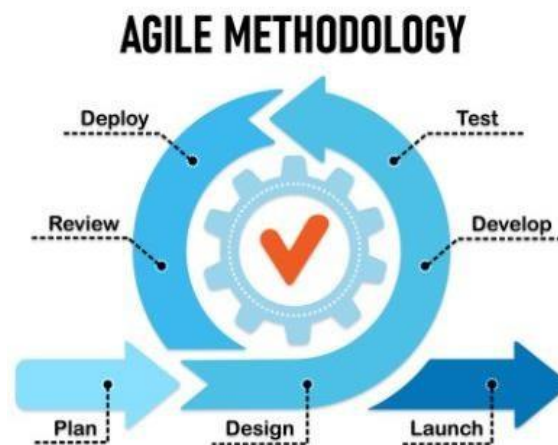 AGILE METHODOLOGY
Deploy
Test
Review
Develop
Plan
Design
Launch